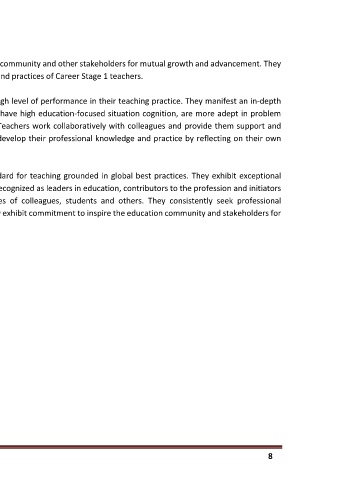 community and other stakeholders for mutual growth and advancement. They
nd practices of Career Stage 1 teachers.
gh level of performance in their teaching practice. They manifest an in-depth
have high education-focused situation cognition, are more adept in problem
Teachers work collaboratively with colleagues and provide them support and
develop their professional knowledge and practice by reflecting on their own
dard for teaching grounded in global best practices. They exhibit exceptional
ecognized as leaders in education, contributors to the profession and initiators
es of colleagues, students and others. They consistently seek professional
exhibit commitment to inspire the education community and stakeholders for
8